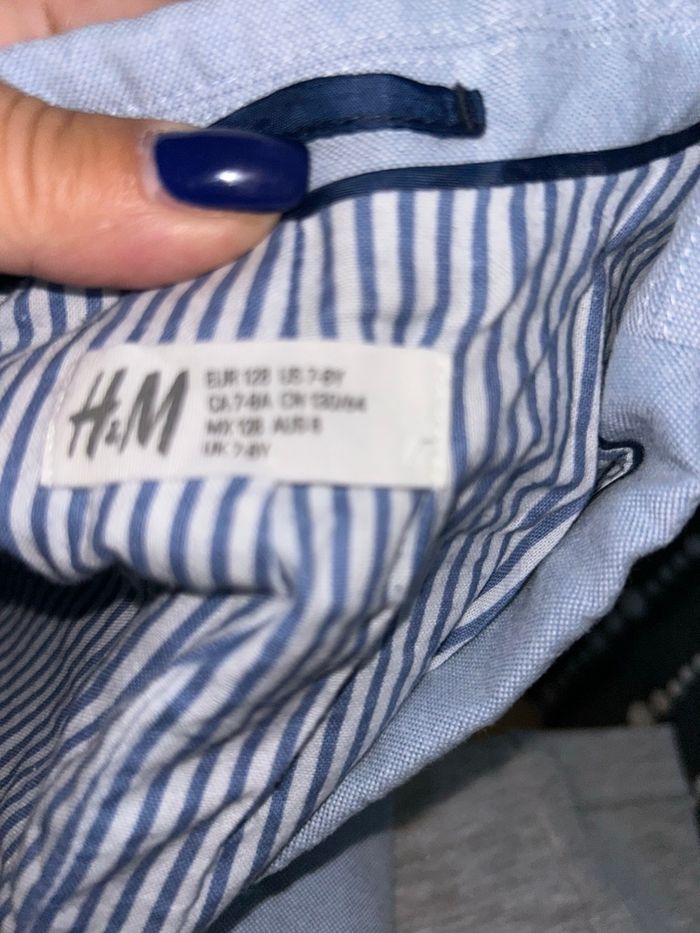 H&M
EUR 128 US 7-8Y
CA 7-8A CN 130/64
MX 128 AUS 8
UK 7-8Y